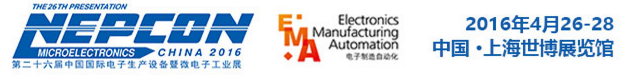 THE 26TH PRESENTATION
NEPCON
MICROELECTRONICS CHINA 2016
第二十六届中国国际电子生产设备暨微电子工业展
EMA
Electronics
Manufacturing
Automation
电子制造自动化
2016年4月26-28
中国·上海世博展览馆